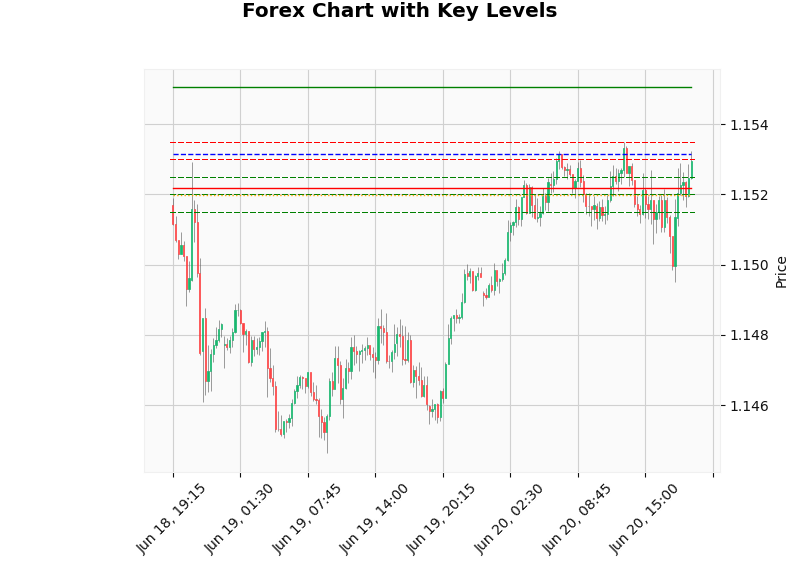 Forex Chart with Key Levels
1.154
1.152
1.150
1.148
1.146
Price
Jun 18, 19:15
Jun 19, 01:30
Jun 19, 07:45
Jun 19, 14:00
Jun 19, 20:15
Jun 20, 02:30
Jun 20, 08:45
Jun 20, 15:00